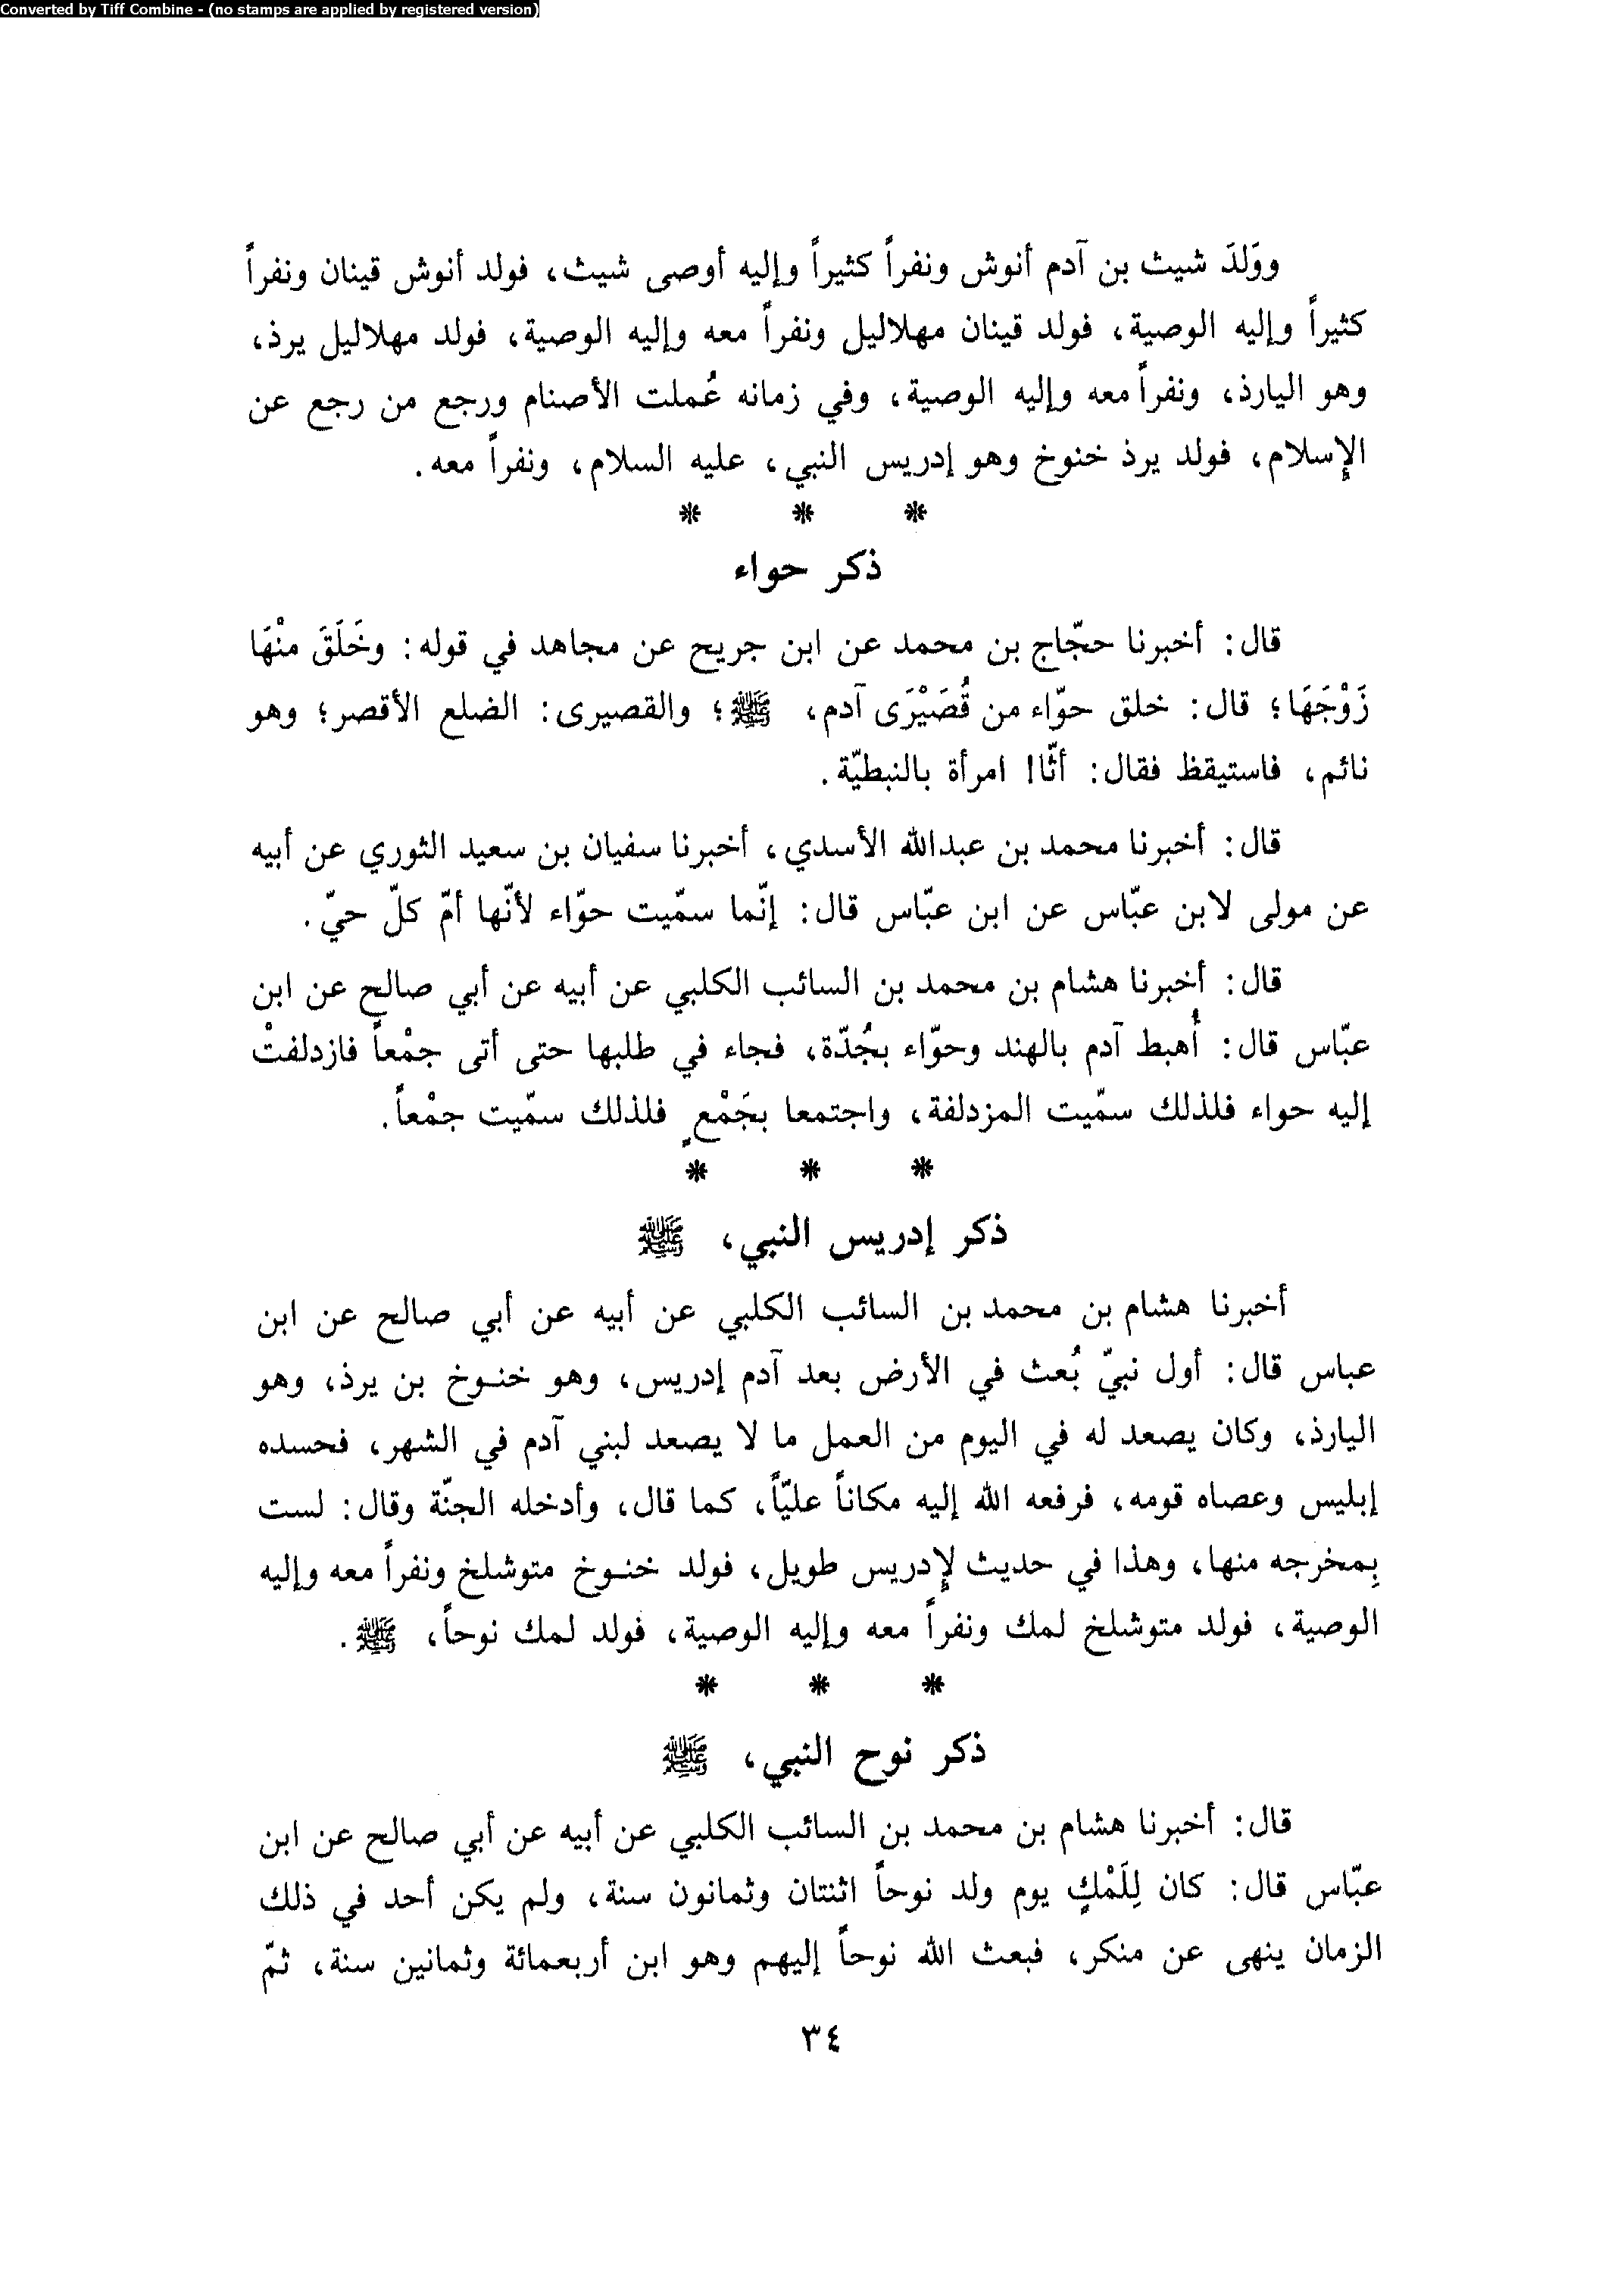 Converted by Tiff Combine - (no stamps are applied by registered version)
ووَلدَ شيث بن آدم أنوش ونفراً كثيراً وإليه أوصى شيث، فولد أنوش قينان ونفراً
كثيراً وإليه الوصية، فولد قينان مهلاليل ونفراً معه وإليه الوصية، فولد مهلاليل يرذ،
وهو اليارذ، ونفراً معه وإليه الوصية، وفي زمانه عُملت الأصنام ورجع من رجع عن
الإسلام، فولد يرذ خنوخ وهو إدريس النبي، عليه السلام، ونفراً معه.
* * *
ذكر حواء
قال: أخبرنا حجّاج بن محمد عن ابن جريح عن مجاهد في قوله: وخَلَقَ منْهَا
زَوْجَهَا؛ قال: خلق حوّاء من قُصَيْرَى آدم، ﷺ؛ والقصيرى: الضلع الأقصر؛ وهو
نائم، فاستيقظ فقال: أثّا! امرأة بالنبطيّة.
قال: أخبرنا محمد بن عبدالله الأسدي، أخبرنا سفيان بن سعيد الثوري عن أبيه
عن مولى لابن عبّاس عن ابن عبّاس قال: إنّما سمّيت حوّاء لأنّها أمّ كلّ حيّ.
قال: أخبرنا هشام بن محمد بن السائب الكلبي عن أبيه عن أبي صالح عن ابن
عبّاس قال: أُهبط آدم بالهند وحوّاء بجُدّة، فجاء في طلبها حتى أتى جمْعاً فازدلفتْ
إليه حواء فلذلك سمّيت المزدلفة، واجتمعا بجَمْعٍ فلذلك سمّيت جمْعاً.
* * *
ذكر إدريس النبي، ﷺ
أخبرنا هشام بن محمد بن السائب الكلبي عن أبيه عن أبي صالح عن ابن
عباس قال: أول نبيّ بُعث في الأرض بعد آدم إدريس، وهو خنوخ بن يرذ، وهو
اليارذ، وكان يصعد له في اليوم من العمل ما لا يصعد لبني آدم في الشهر، فحسده
إبليس وعصاه قومه، فرفعه الله إليه مكاناً عليّاً، كما قال، وأدخله الجنّة وقال: لست
بِمخرجه منها، وهذا في حديث لإدريس طويل، فولد خنوخ متوشلخ ونفراً معه وإليه
الوصية، فولد متوشلخ لمك ونفراً معه وإليه الوصية، فولد لمك نوحاً، ﷺ.
* * *
ذكر نوح النبي، ﷺ
قال: أخبرنا هشام بن محمد بن السائب الكلبي عن أبيه عن أبي صالح عن ابن
عبّاس قال: كان لِلَمْكٍ يوم ولد نوحاً اثنتان وثمانون سنة، ولم يكن أحد في ذلك
الزمان ينهى عن منكر، فبعث الله نوحاً إليهم وهو ابن أربعمائة وثمانين سنة، ثمّ
٣٤